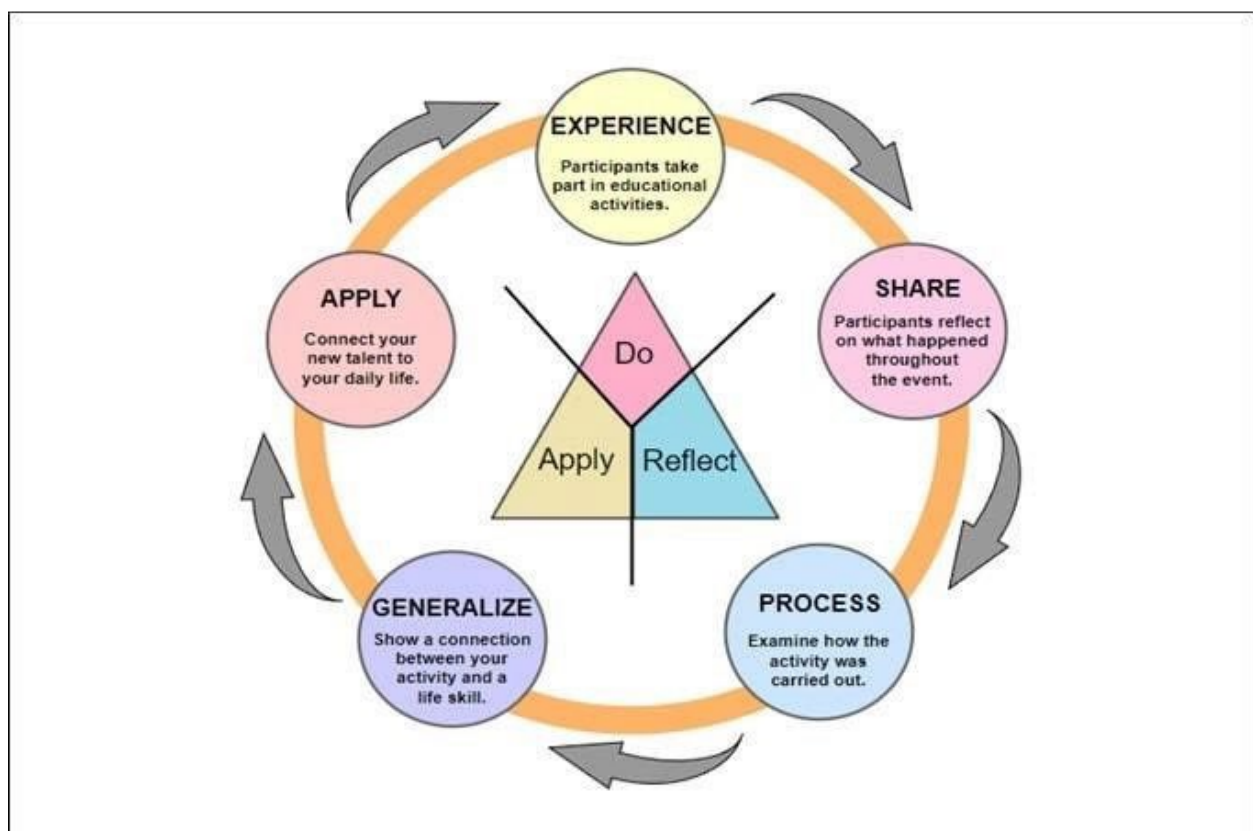 EXPERIENCE
Participants take
part in educational
activities.
SHARE
Participants reflect
on what happened
throughout
the event.
PROCESS
Examine how the
activity was
carried out.
GENERALIZE
Show a connection
between your
activity and a
life skill.
APPLY
Connect your
new talent to
your daily life.
Do
Apply
Reflect